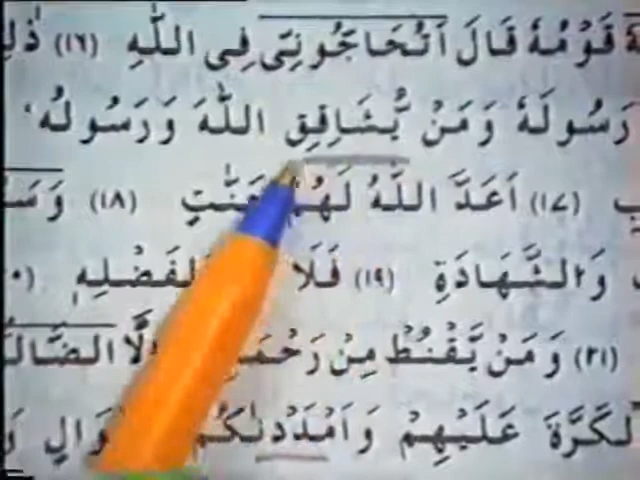 قَوْمُهٗ قَالَ اَتُحَاجُّونِّى فِى اللّٰهِ (١٦) ذٰلِ
رَسُولَهٗ وَمَنْ يُّشَاقِقِ اللّٰهَ وَرَسُولُه
(١٧) اَعَدَّ اللّٰهُ لَهُمْ جَنّٰتٍ (١٨)
وَالشَّهَادَةِ (١٩) فَلَا لِفَضْلِهٖ
(٢١) وَمَنْ يَّقْنُطْ مِنْ رَحْمَةِ اِلَّا الضَّال
لْكَرَّةَ عَلَيْهِمْ وَاَمْدَدْنٰكُمْ وَالٍ